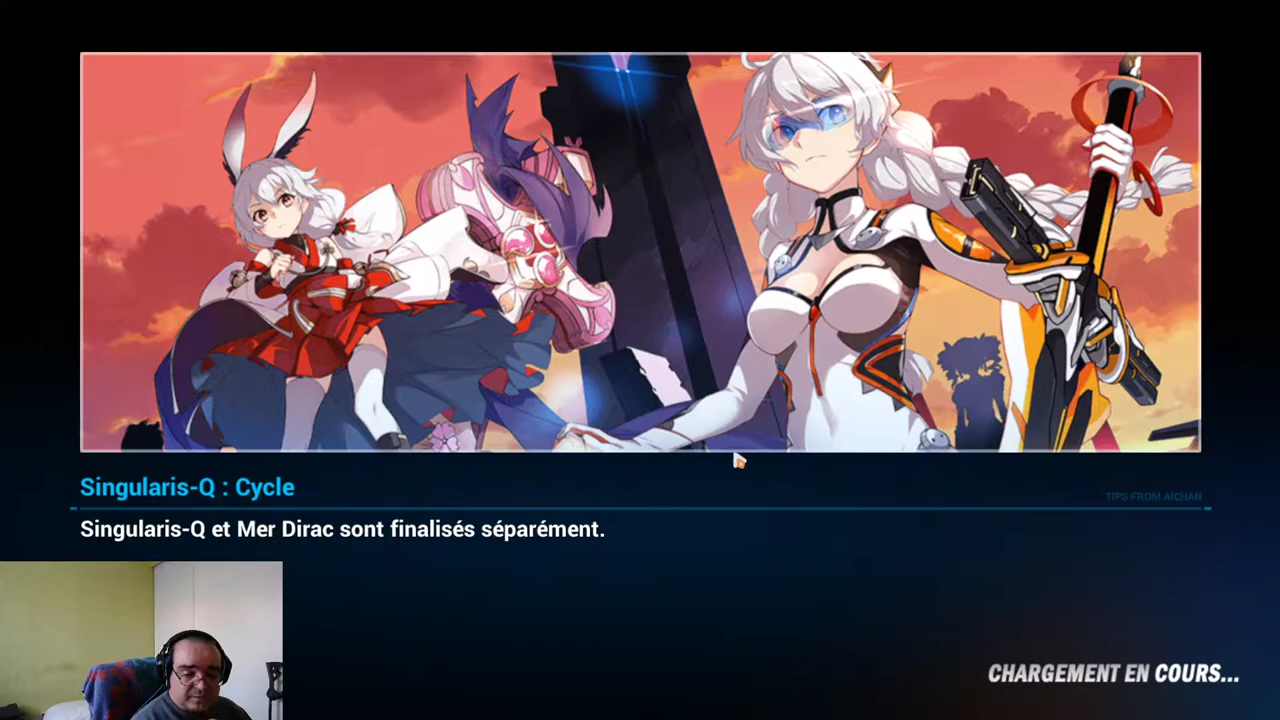 Singularis-Q : Cycle
TIPS FROM AICHAN
Singularis-Q et Mer Dirac sont finalisés séparément.
CHARGEMENT EN COURS...